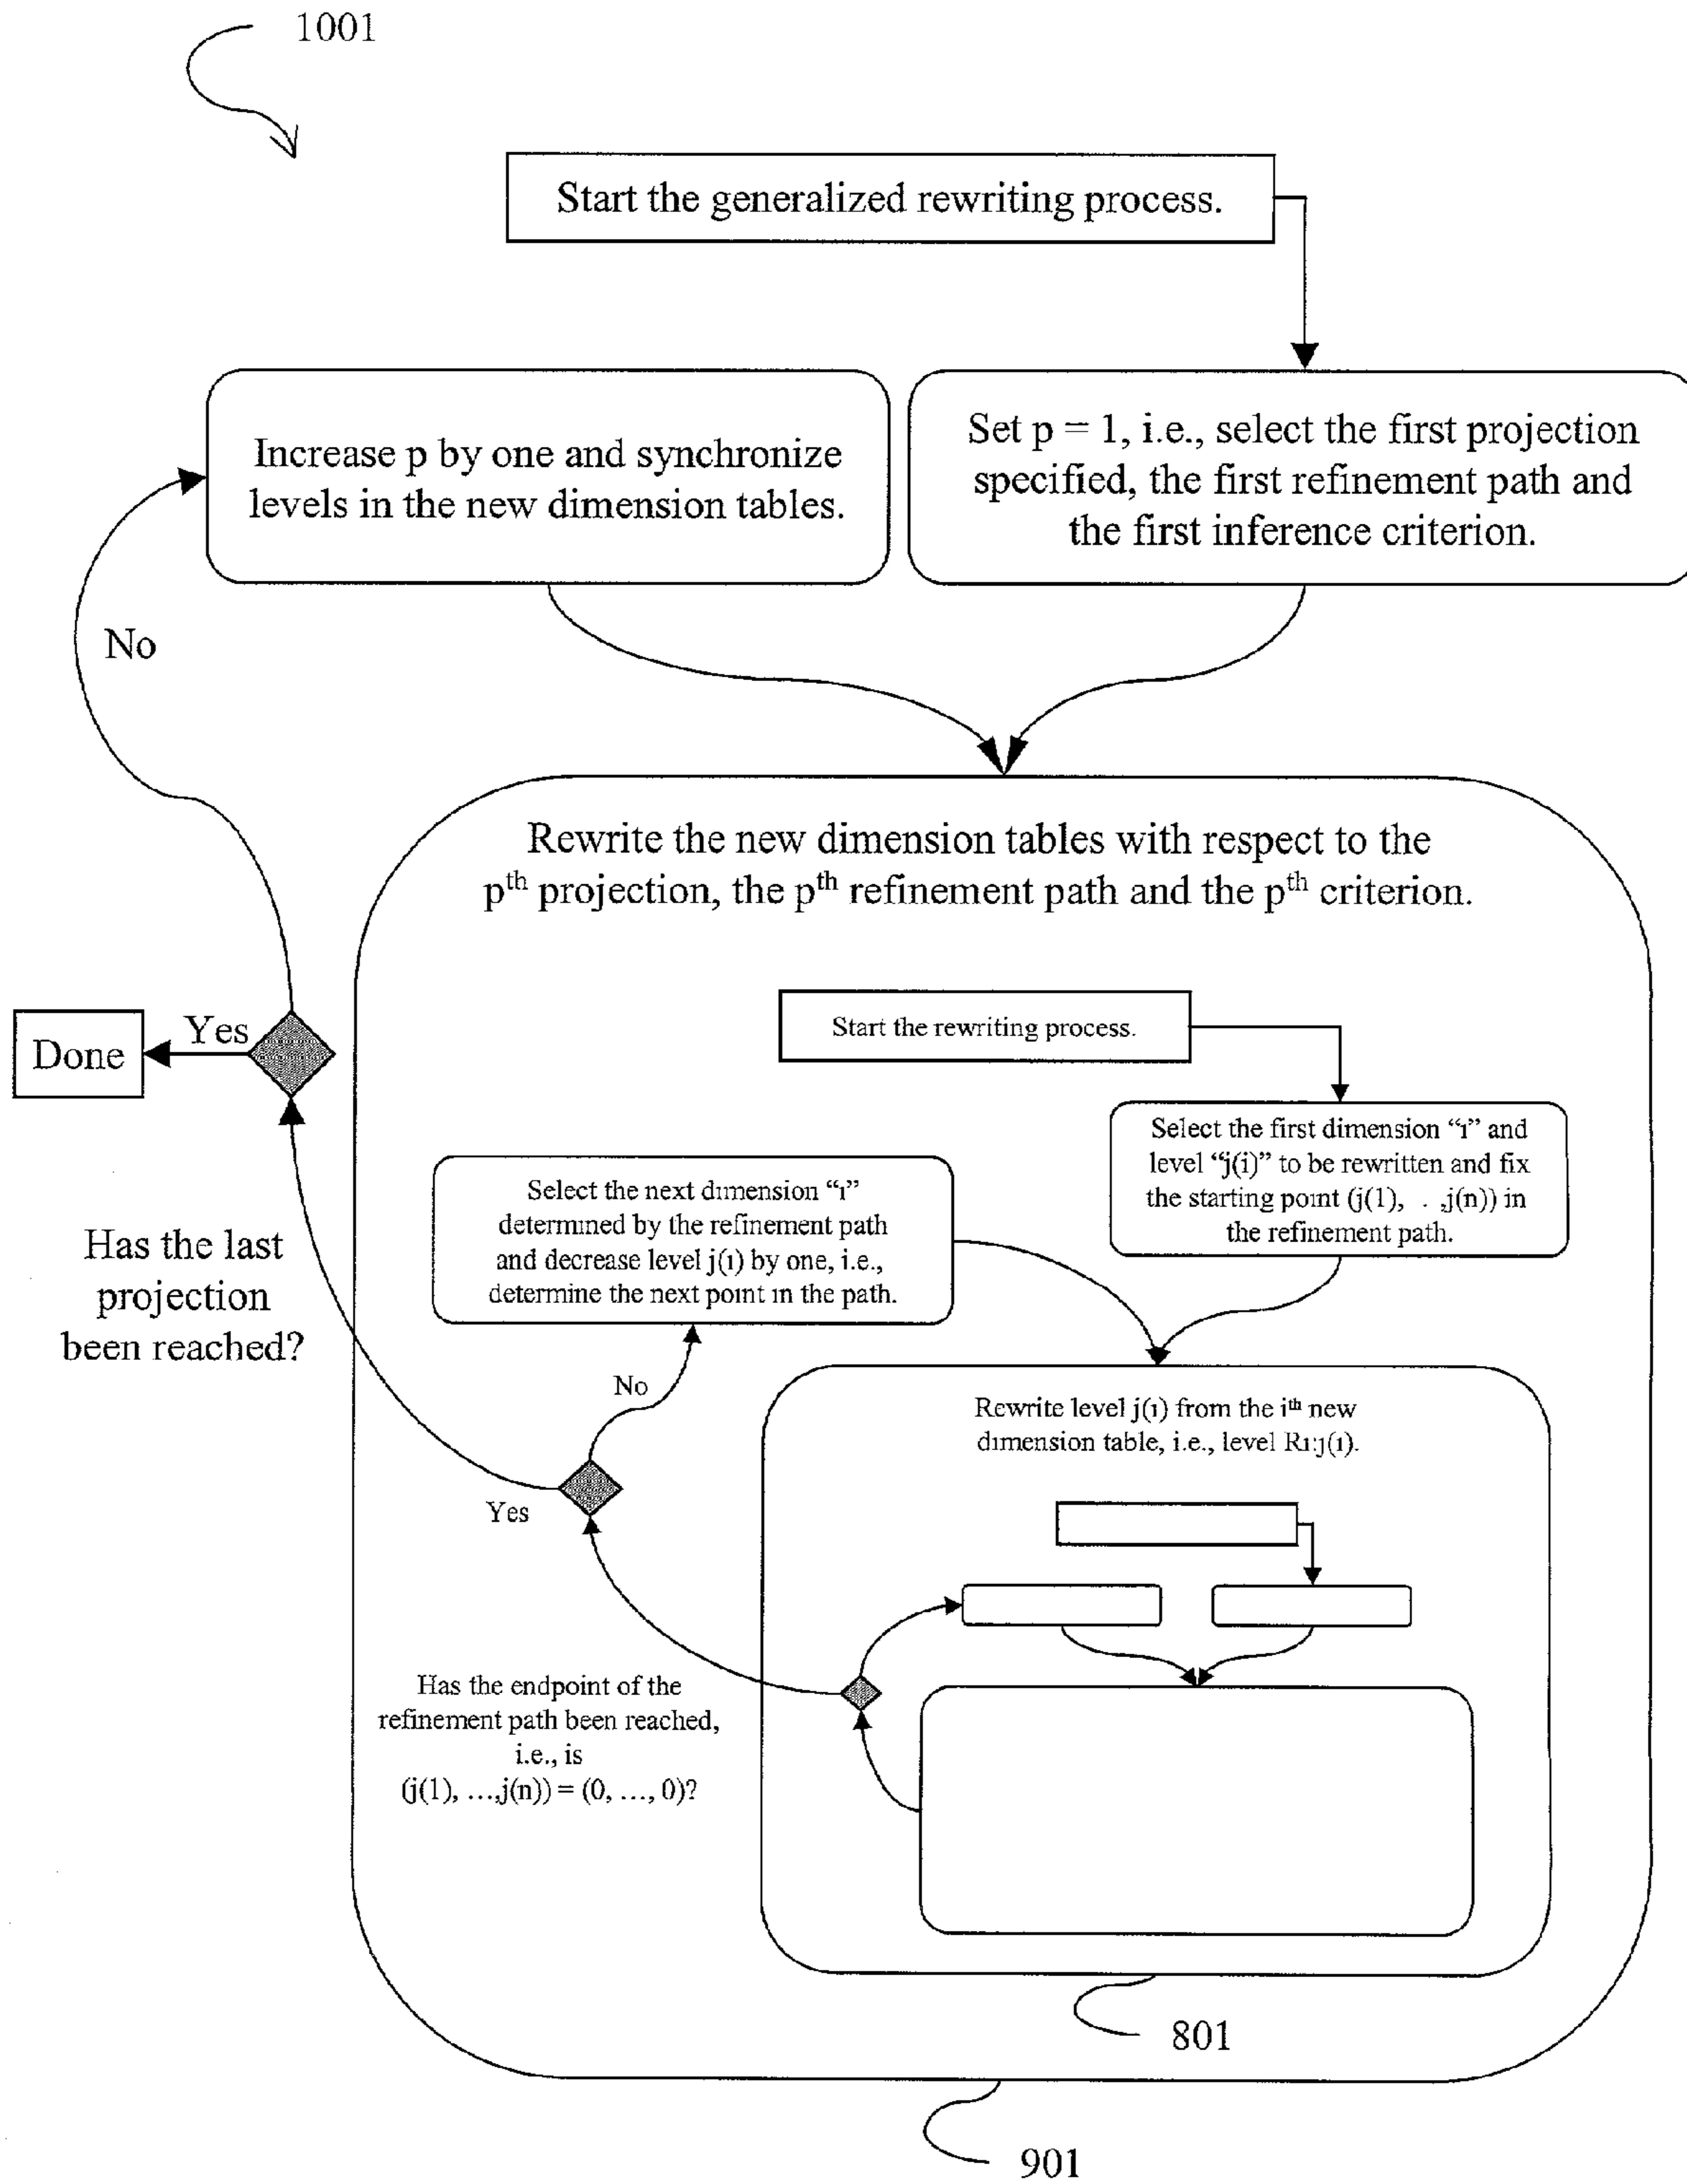 1001
Start the generalized rewriting process.
Increase p by one and synchronize
levels in the new dimension tables.
Set p = 1, i.e., select the first projection
specified, the first refinement path and
the first inference criterion.
No
Rewrite the new dimension tables with respect to the
pth projection, the pth refinement path and the pth criterion.
Done
Yes
Start the rewriting process.
Select the first dimension “i” and
level “j(i)” to be rewritten and fix
the starting point (j(1), . ,j(n)) in
the refinement path.
Select the next dimension “i”
determined by the refinement path
and decrease level j(i) by one, i.e.,
determine the next point in the path.
Has the last
projection
been reached?
No
Yes
Rewrite level j(i) from the ith new
dimension table, i.e., level Ri:j(i).
Has the endpoint of the
refinement path been reached,
i.e., is
(j(1), …,j(n)) = (0, …, 0)?
801
901